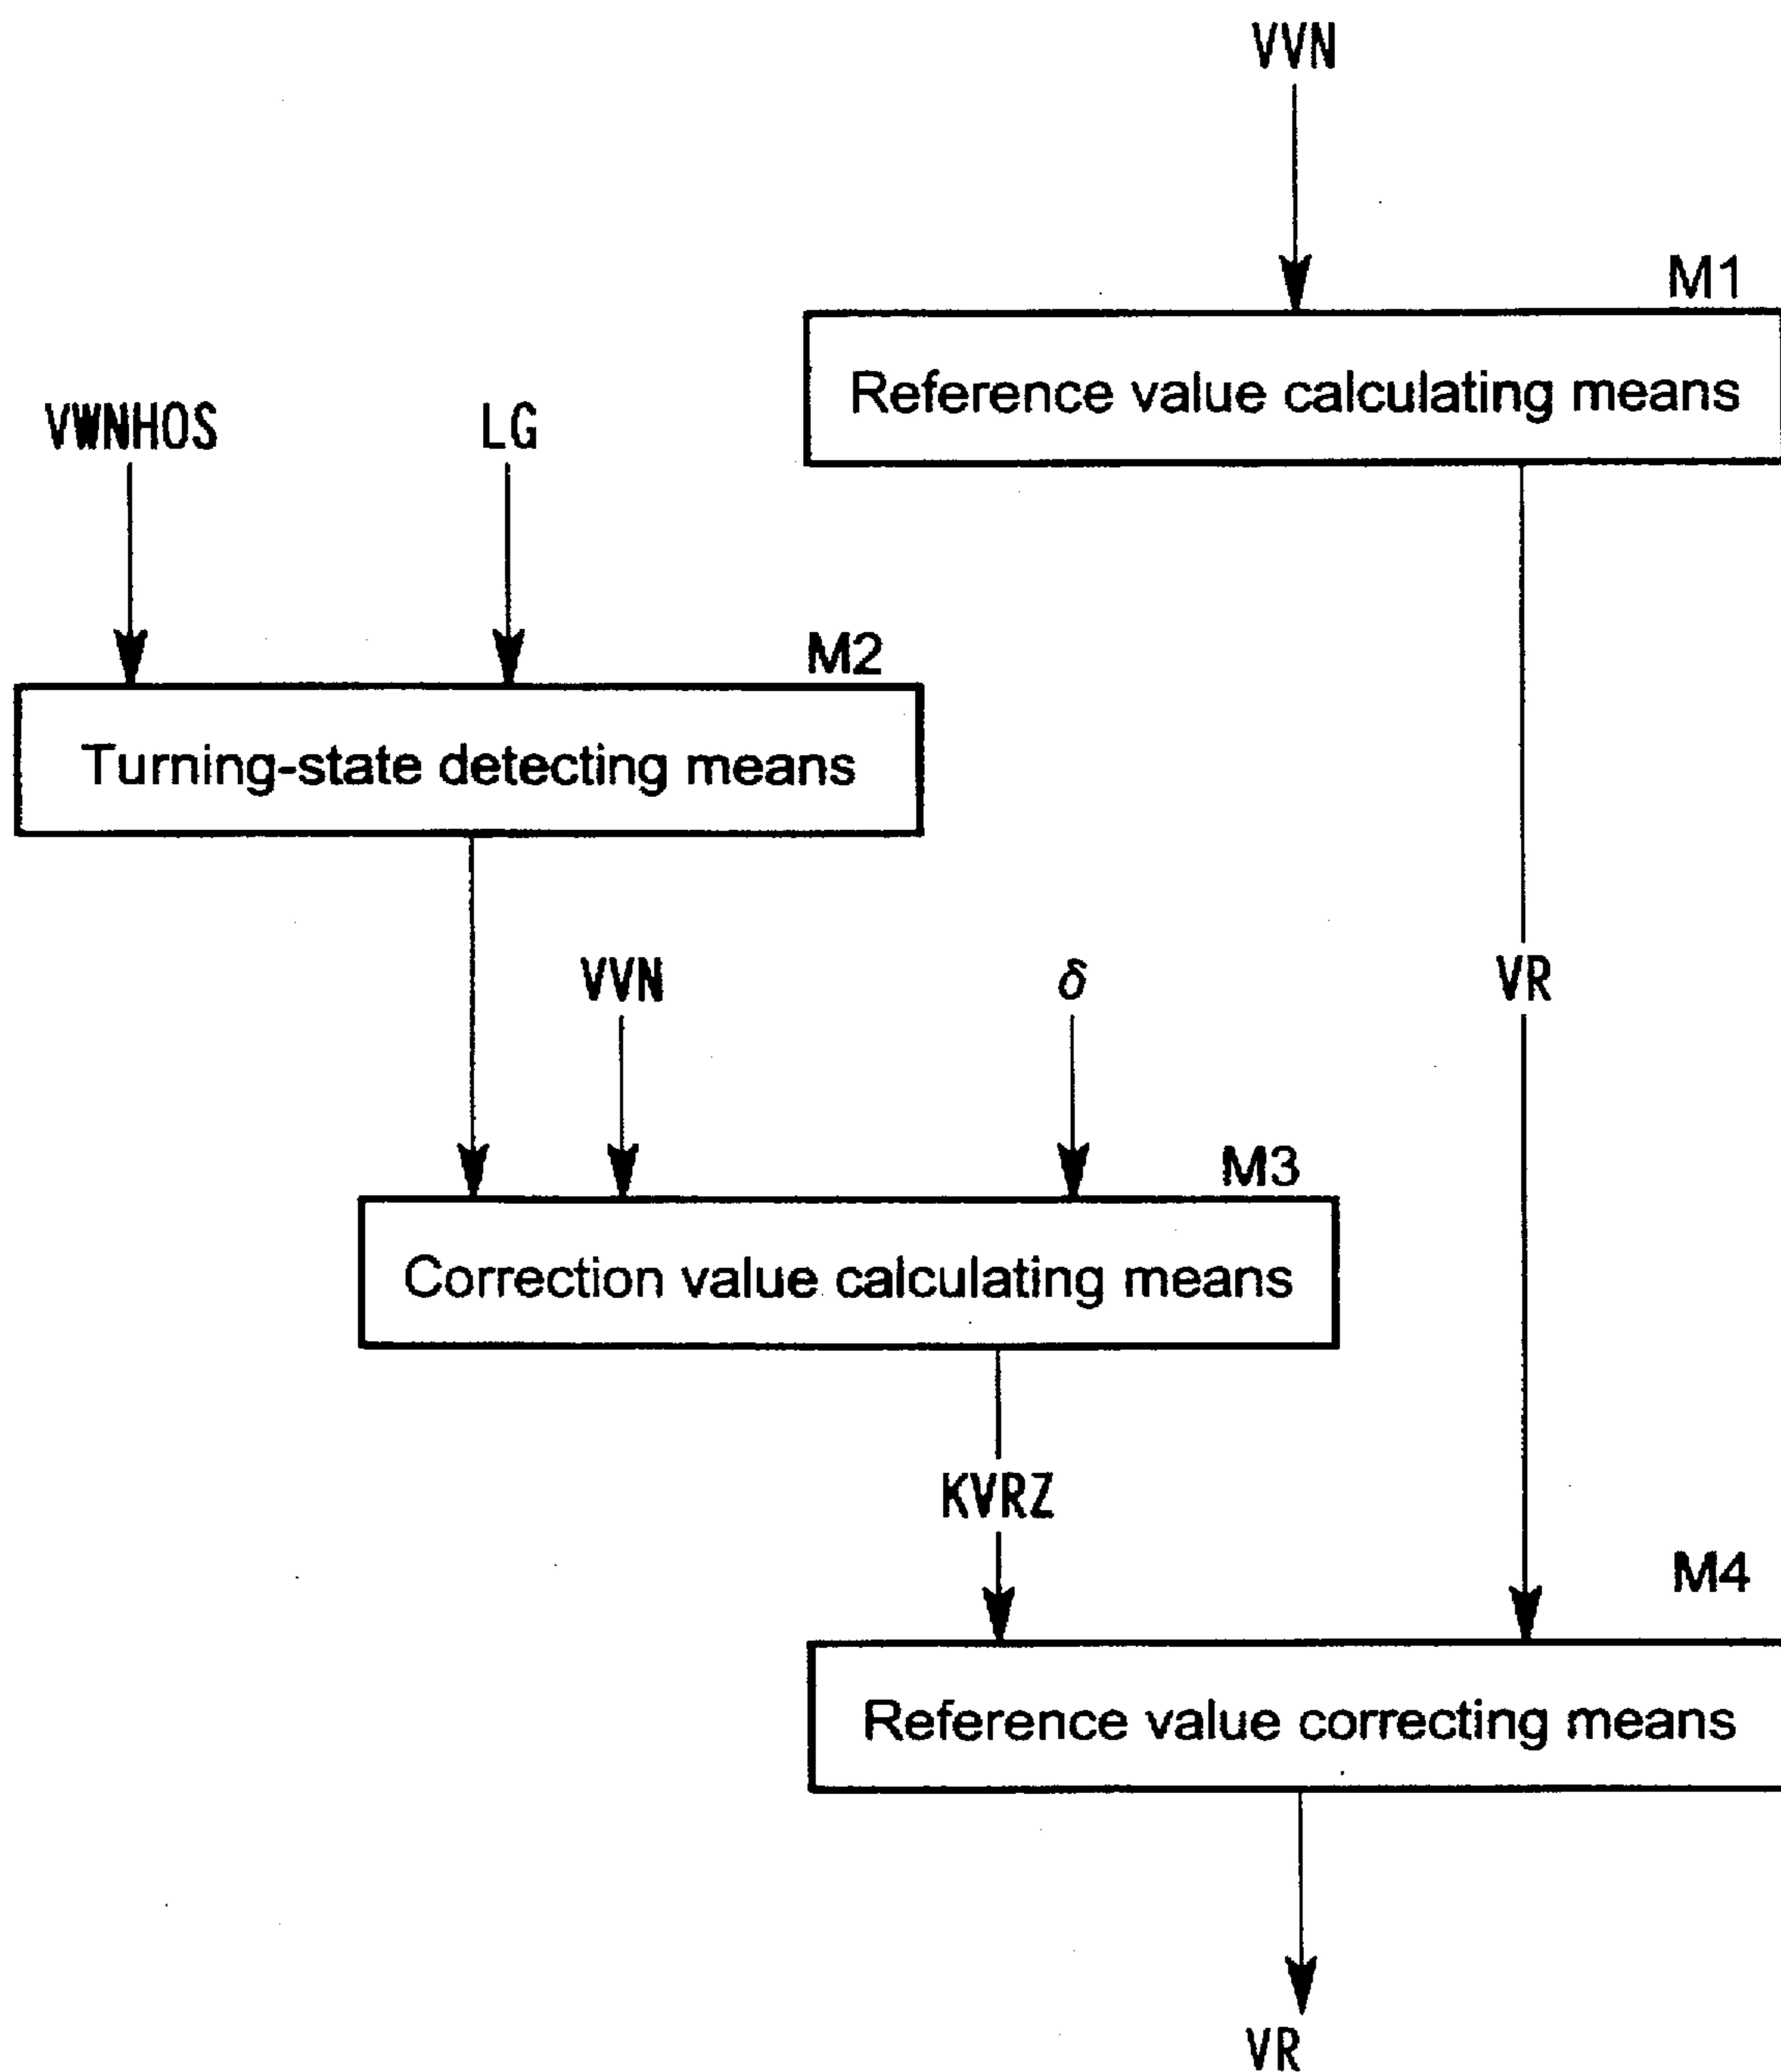 VVN
M1
Reference value calculating means
VWNHOS
LG
M2
Turning-state detecting means
VVN
δ
VR
M3
Correction value calculating means
KVRZ
M4
Reference value correcting means
VR